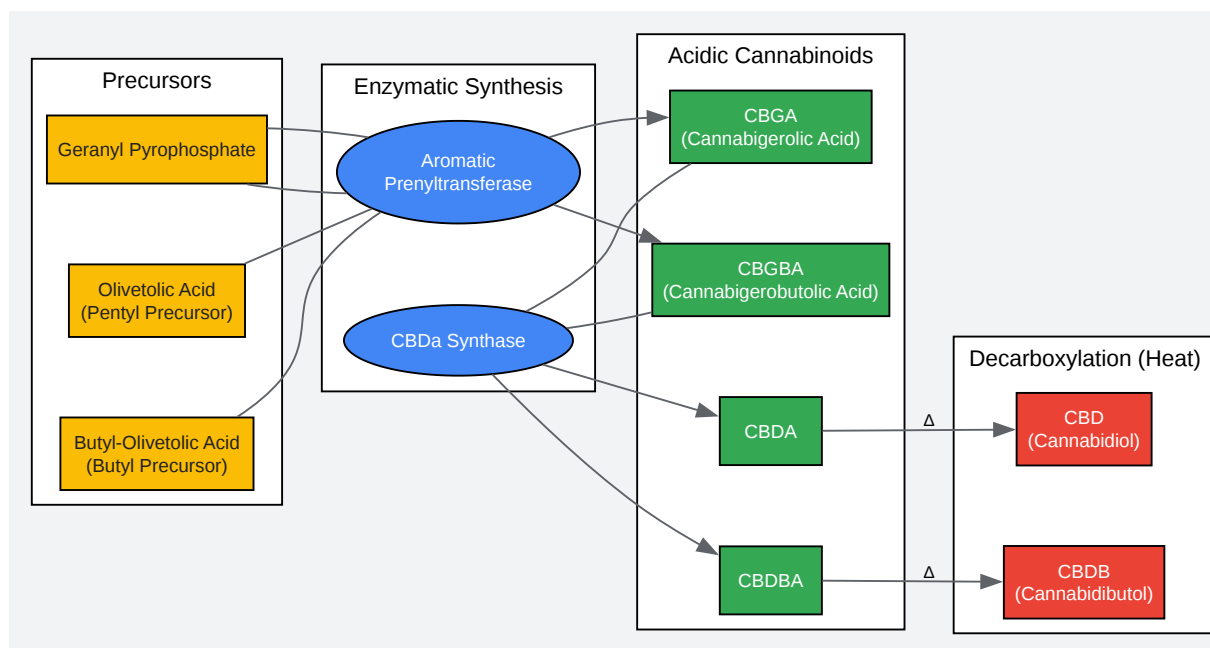 Precursors
Geranyl Pyrophosphate
Olivetolic Acid
(Pentyl Precursor)
Butyl-Olivetolic Acid
(Butyl Precursor)
Enzymatic Synthesis
Aromatic
Prenyltransferase
CBDa Synthase
Acidic Cannabinoids
CBGA
(Cannabigerolic Acid)
CBGBA
(Cannabigerobutolic Acid)
CBDA
CBDBA
Δ
Δ
Decarboxylation (Heat)
CBD
(Cannabidiol)
CBDB
(Cannabidibutol)